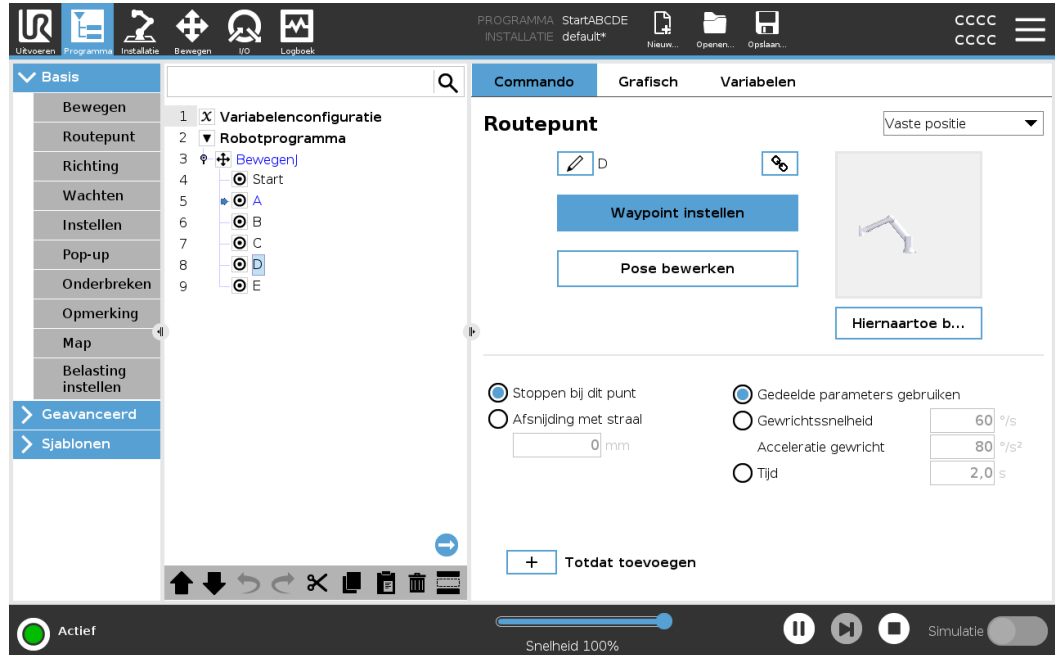 UR
PROGRAMMA StartABCDE
INSTALLATIE default*
Nieuw...
Openen...
Opslaan...
CCCC
CCCC
Uitvoeren
Programma
Installatie
Bewegen
I/O
Logboek
Basis
Bewegen
Routepunt
Richting
Wachten
Instellen
Pop-up
Onderbreken
Opmerking
Map
Belasting
instellen
Geavanceerd
Sjablonen
1 X Variabelenconfiguratie
2 Robotprogramma
3 BewegenJ
4 Start
5 A
6 B
7 C
8 D
9 E
Commando
Grafisch
Variabelen
Routepunt
Vaste positie
D
Waypoint instellen
Pose bewerken
Hiernaartoe b...
Stoppen bij dit punt
Afsnijding met straal
0 mm
Gedeelde parameters gebruiken
Gewrichtssnelheid 60 °/s
Acceleratie gewricht 80 °/s²
Tijd 2,0 s
+ Totdat toevoegen
Actief
Snelheid 100%
Simulatie